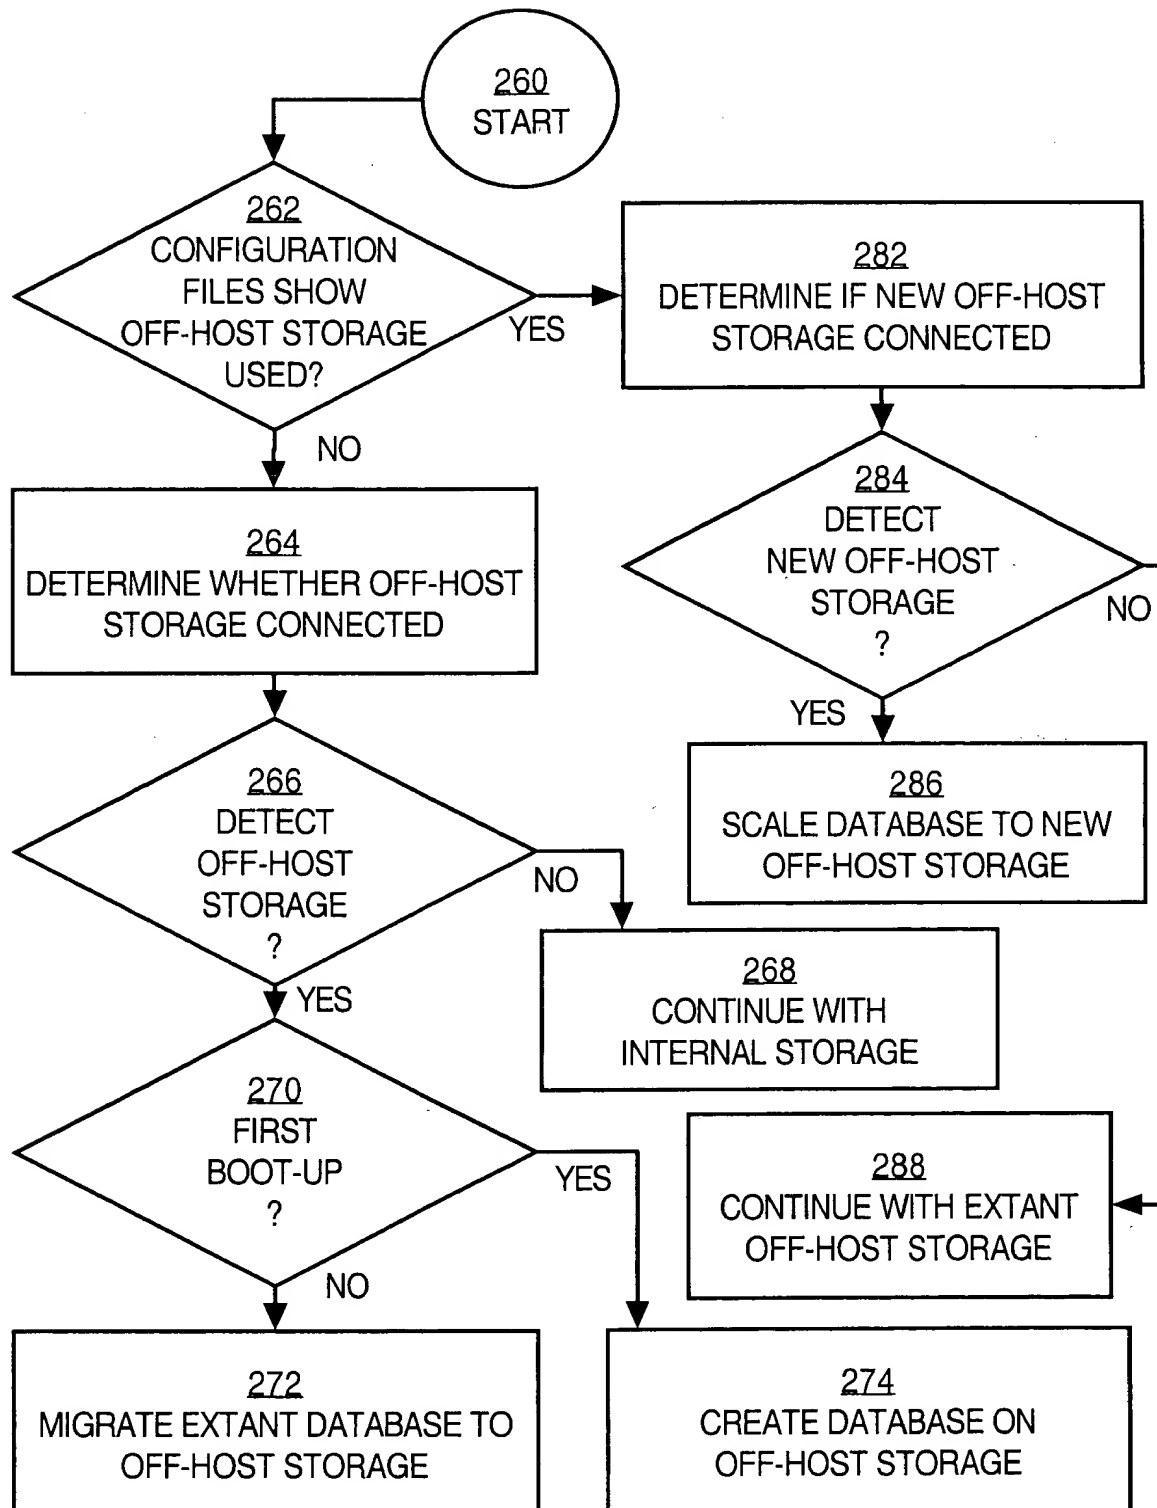 260
START
262
CONFIGURATION
FILES SHOW
OFF-HOST STORAGE
USED?
YES
NO
282
DETERMINE IF NEW OFF-HOST
STORAGE CONNECTED
264
DETERMINE WHETHER OFF-HOST
STORAGE CONNECTED
284
DETECT
NEW OFF-HOST
STORAGE
?
NO
YES
286
SCALE DATABASE TO NEW
OFF-HOST STORAGE
266
DETECT
OFF-HOST
STORAGE
?
NO
YES
268
CONTINUE WITH
INTERNAL STORAGE
270
FIRST
BOOT-UP
?
YES
NO
288
CONTINUE WITH EXTANT
OFF-HOST STORAGE
272
MIGRATE EXTANT DATABASE TO
OFF-HOST STORAGE
274
CREATE DATABASE ON
OFF-HOST STORAGE